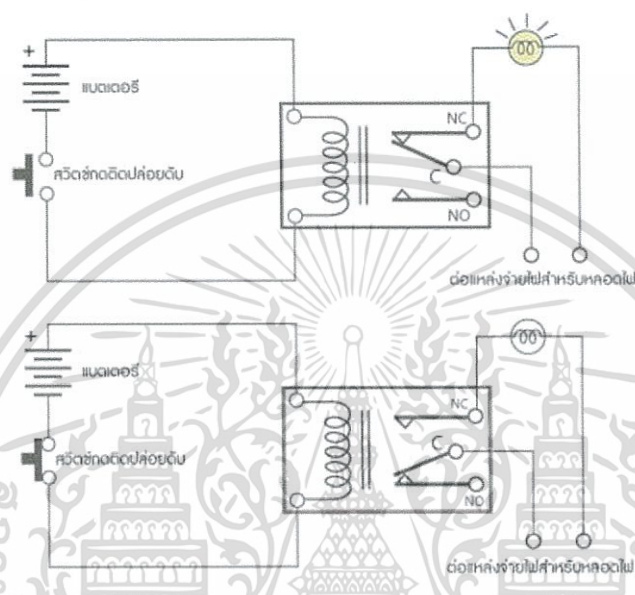 +
แบตเตอรี่
สวิตช์กดติดปล่อยดับ
NC
C
NO
ต่อแหล่งจ่ายไฟสำหรับหลอดไฟ
+
แบตเตอรี่
สวิตช์กดติดปล่อยดับ
NC
C
NO
ต่อแหล่งจ่ายไฟสำหรับหลอดไฟ